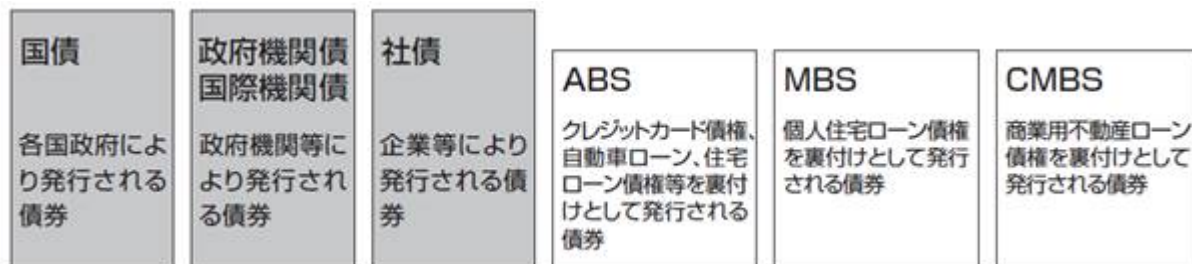 国債
各国政府によ
り発行される
債券
政府機関債
国際機関債
政府機関等に
より発行され
る債券
社債
企業等により
発行される債
券
ABS
クレジットカード債権、
自動車ローン、住宅
ローン債権等を裏付
けとして発行される
債券
MBS
個人住宅ローン債権
を裏付けとして発行
される債券
CMBS
商業用不動産ローン
債権を裏付けとして
発行される債券